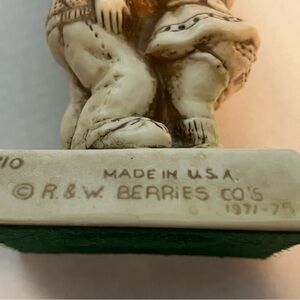 MADE IN U.S.A.
© R. & W. BERRIES CO'S
1971-75